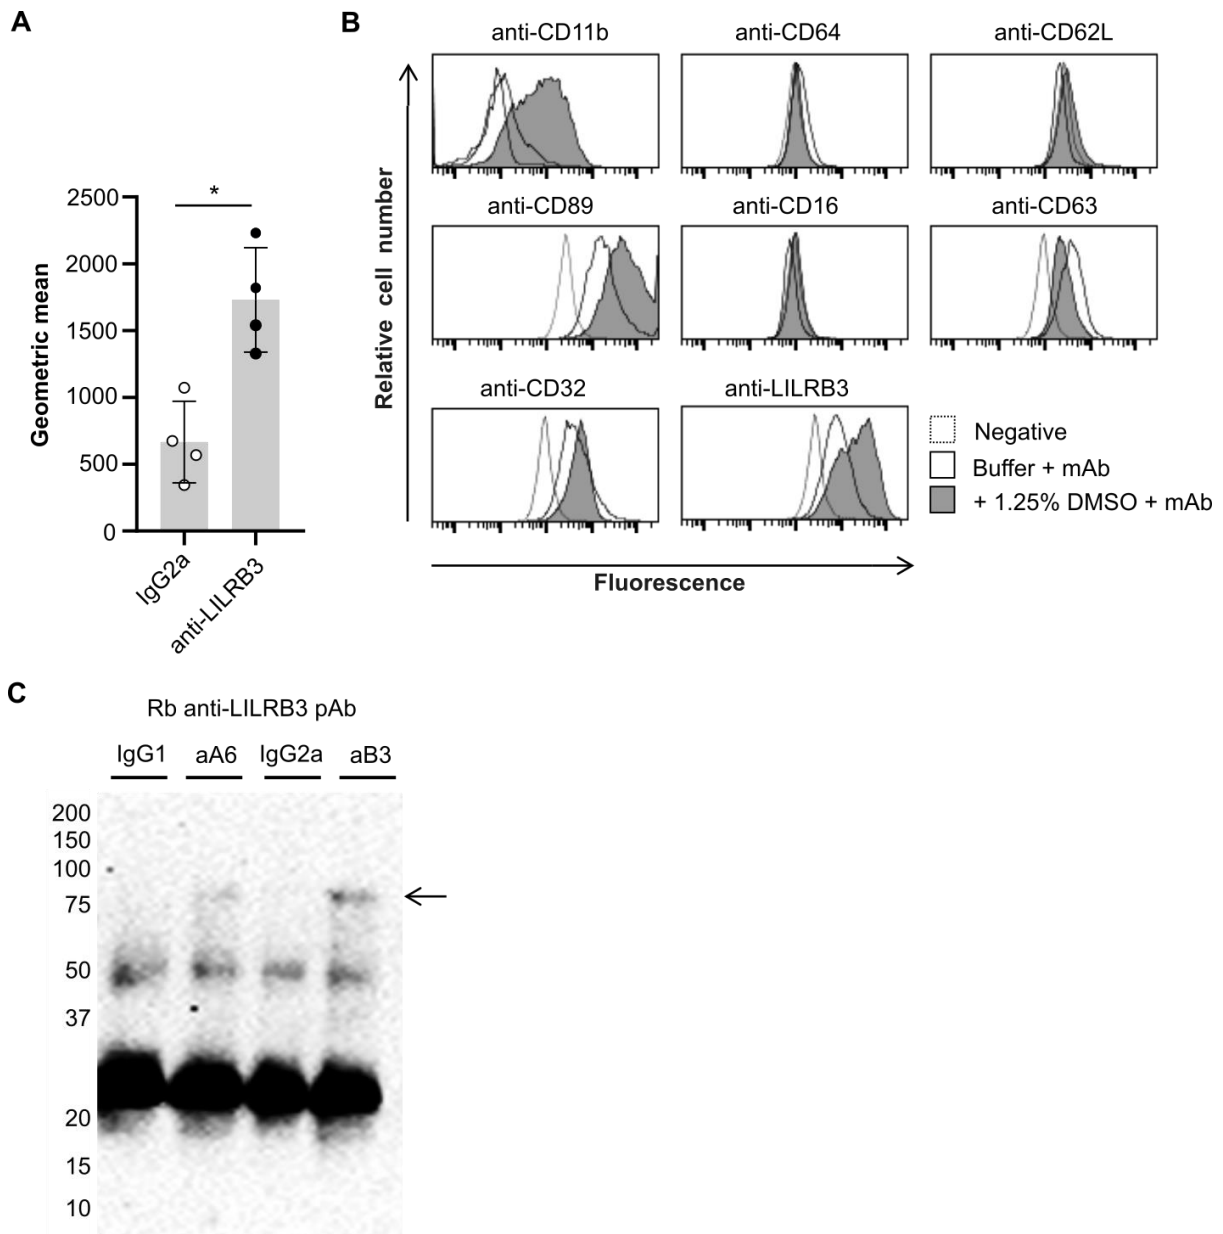 A
2500
2000
1500
1000
500
0
Geometric mean
*
IgG2a
anti-LILRB3
B
anti-CD11b
anti-CD64
anti-CD62L
anti-CD89
anti-CD16
anti-CD63
anti-CD32
anti-LILRB3
Relative cell number
Fluorescence
Negative
Buffer + mAb
+ 1.25% DMSO + mAb
C
Rb anti-LILRB3 pAb
IgG1 aA6 IgG2a aB3
200
150
100
75
50
37
20
15
10